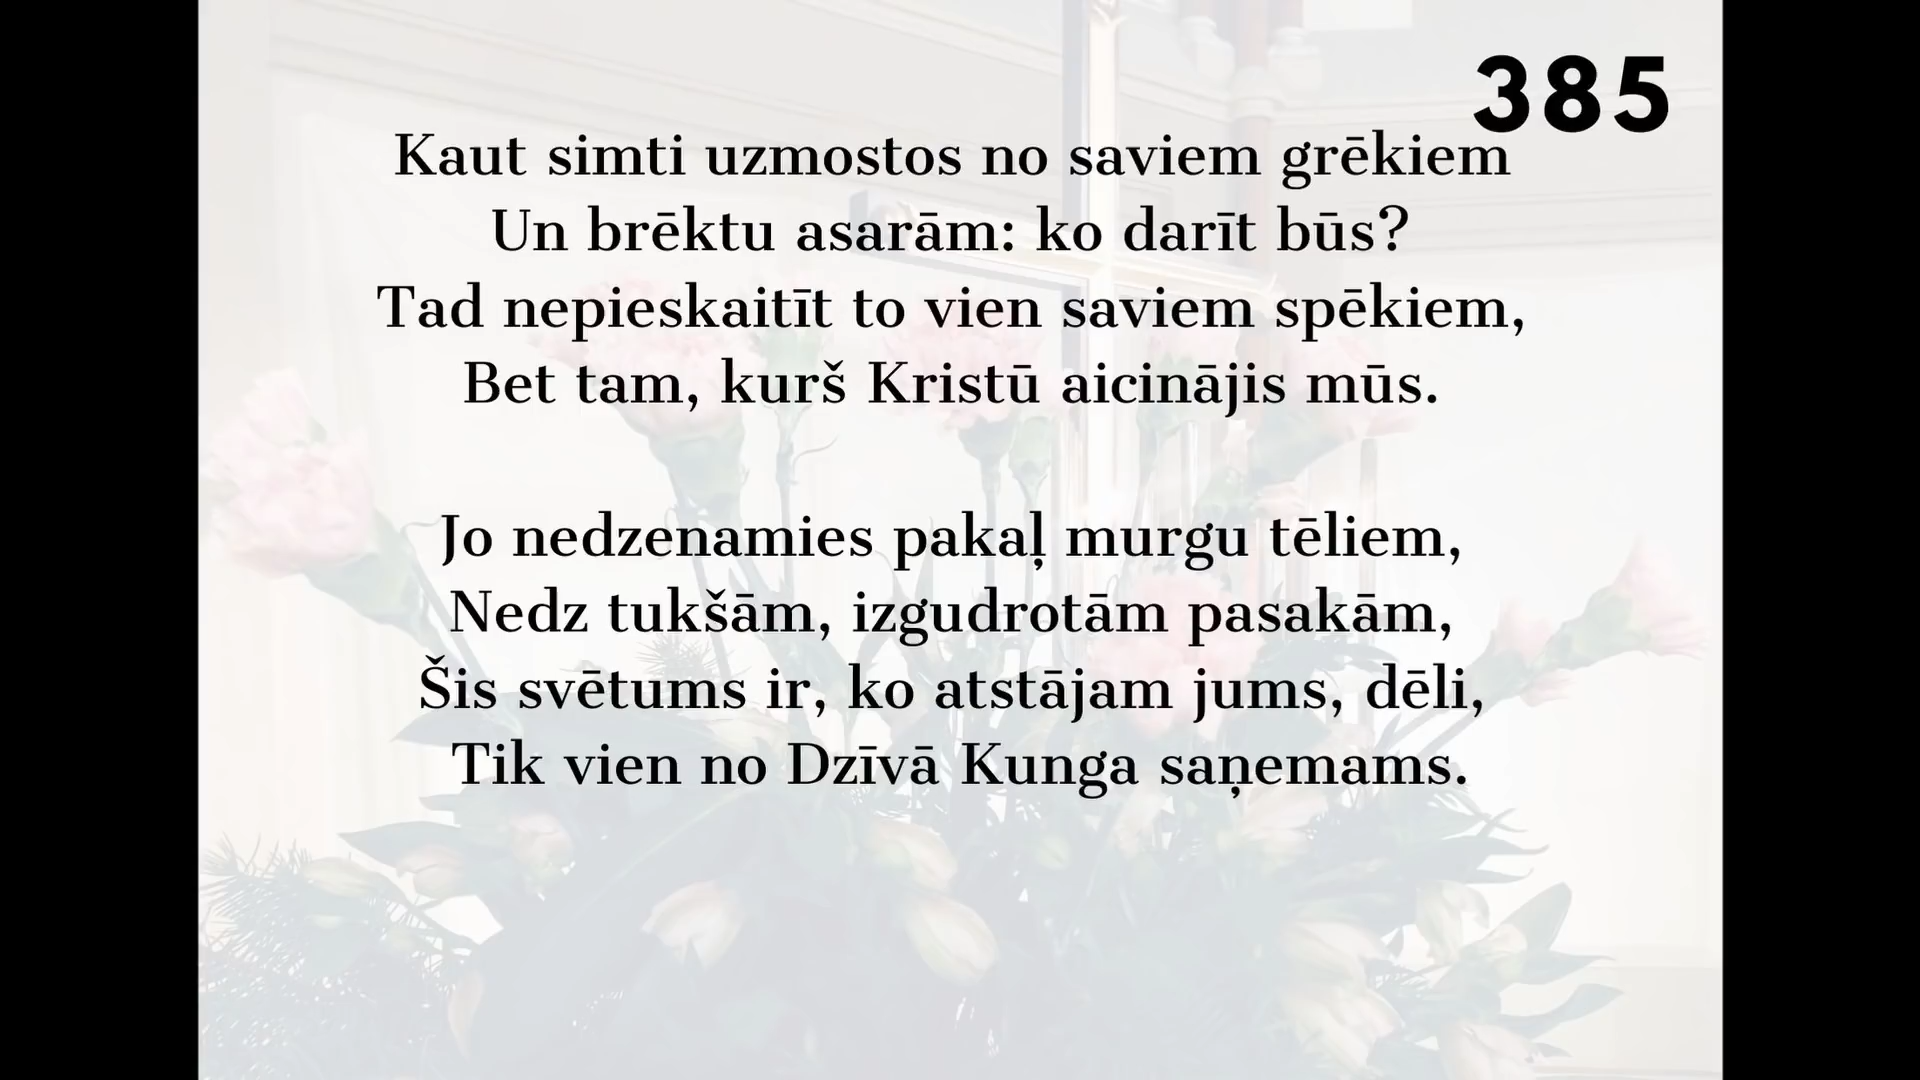 385
Kaut simti uzmostos no saviem grēkiem
Un brēktu asarām: ko darīt būs?
Tad nepieskaitīt to vien saviem spēkiem,
Bet tam, kurš Kristū aicinājis mūs.
Jo nedzenamies pakaļ murgu tēliem,
Nedz tukšām, izgudrotām pasakām,
Šis svētums ir, ko atstājam jums, dēli,
Tik vien no Dzīvā Kunga saņemams.